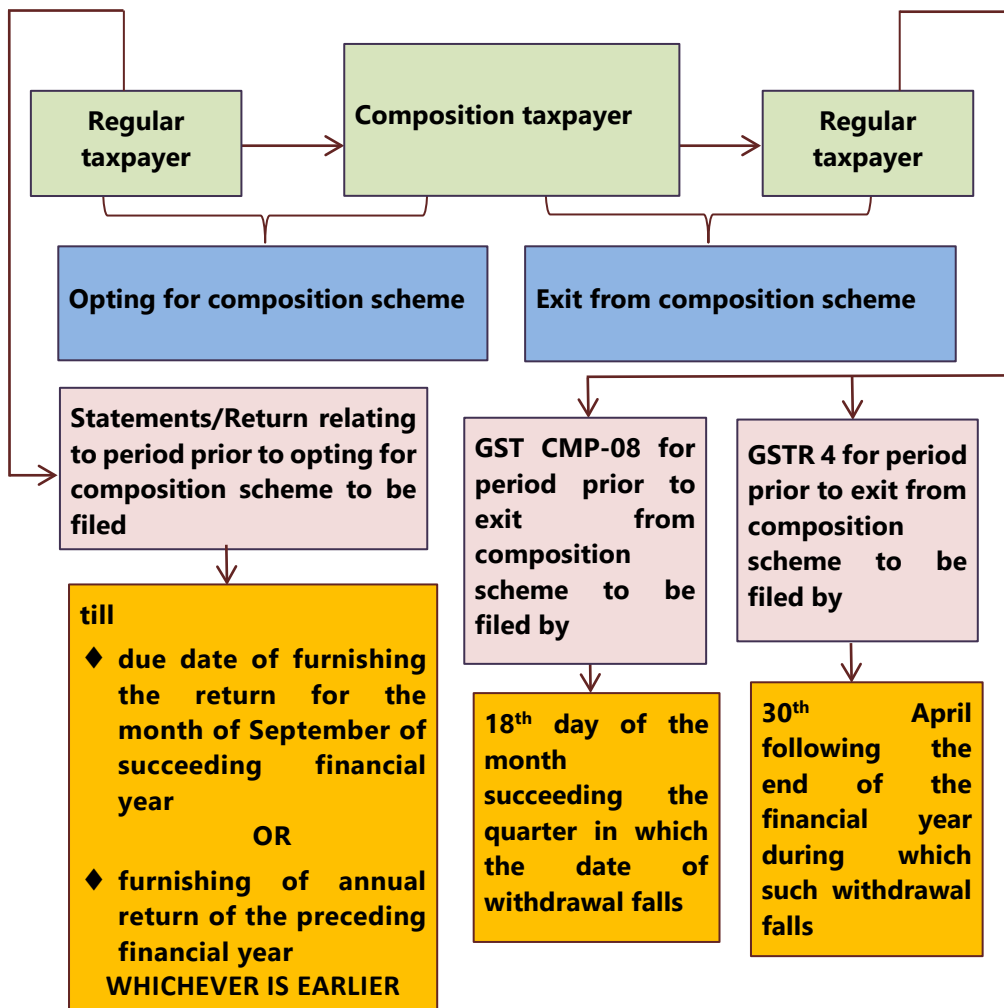 Regular
taxpayer
Composition taxpayer
Regular
taxpayer
Opting for composition scheme
Exit from composition scheme
Statements/Return relating
to period prior to opting for
composition scheme to be
filed
GST CMP-08 for
period prior to
exit from
composition
scheme to be
filed by
GSTR 4 for period
prior to exit from
composition
scheme to be
filed by
till
♦ due date of furnishing
the return for the
month of September of
succeeding financial
year
OR
♦ furnishing of annual
return of the preceding
financial year
WHICHEVER IS EARLIER
18th day of the
month
succeeding the
quarter in which
the date of
withdrawal falls
30th April
following the
end of the
financial year
during which
such withdrawal
falls